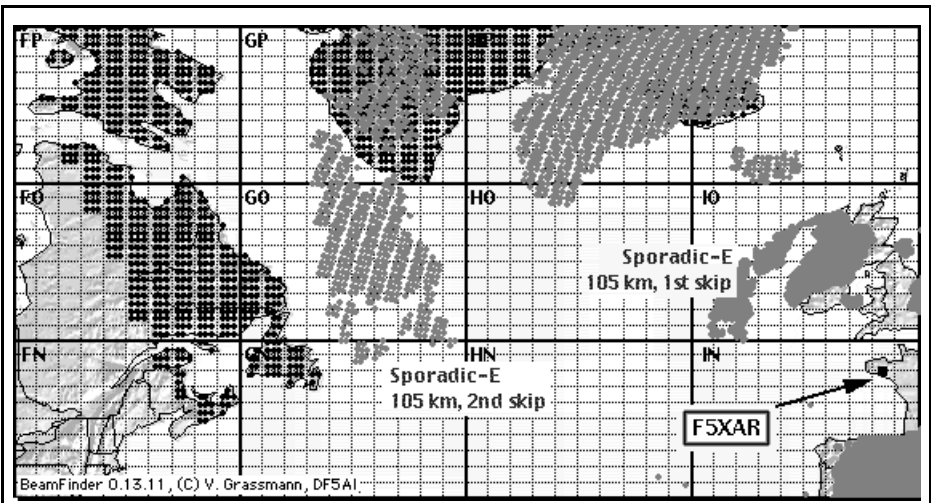 FP
GP
FO
GO
HO
IO
Sporadic-E
105 km, 1st skip
FN
HN
IN
Sporadic-E
105 km, 2nd skip
F5XAR
BeamFinder 0.13.11, (C) V. Grassmann, DF5AI